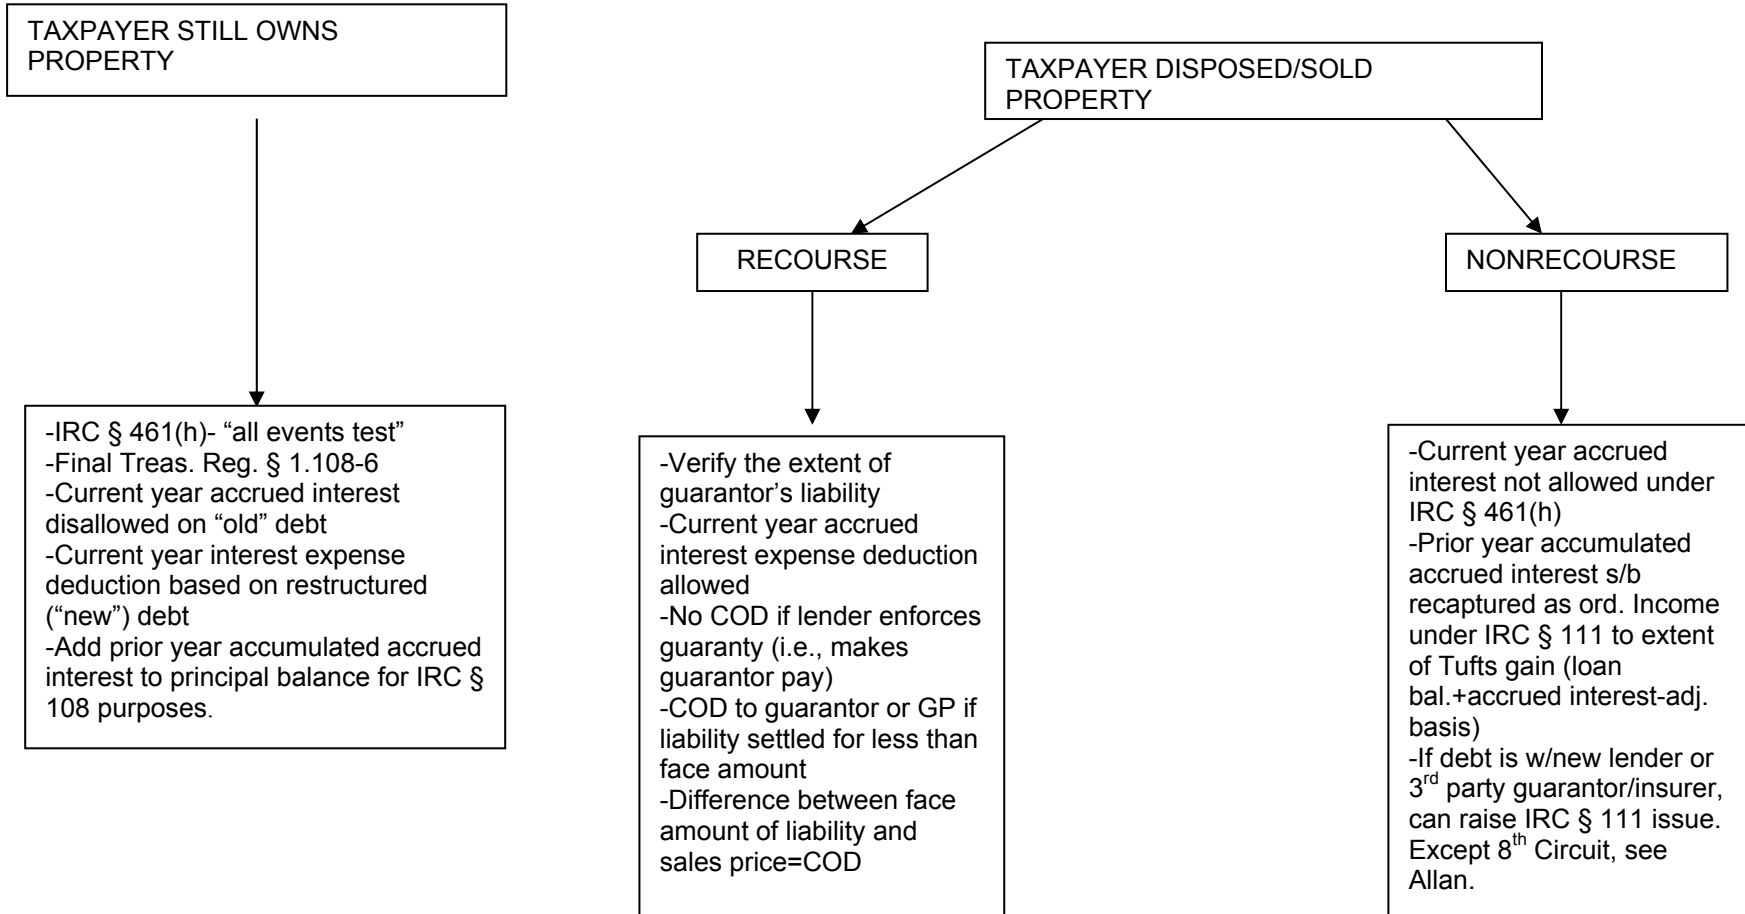 TAXPAYER STILL OWNS
PROPERTY
TAXPAYER DISPOSED/SOLD
PROPERTY
RECOURSE
NONRECOURSE
-IRC § 461(h)- “all events test”
-Final Treas. Reg. § 1.108-6
-Current year accrued interest
disallowed on “old” debt
-Current year interest expense
deduction based on restructured
(“new”) debt
-Add prior year accumulated accrued
interest to principal balance for IRC §
108 purposes.
-Verify the extent of
guarantor’s liability
-Current year accrued
interest expense deduction
allowed
-No COD if lender enforces
guaranty (i.e., makes
guarantor pay)
-COD to guarantor or GP if
liability settled for less than
face amount
-Difference between face
amount of liability and
sales price=COD
-Current year accrued
interest not allowed under
IRC § 461(h)
-Prior year accumulated
accrued interest s/b
recaptured as ord. Income
under IRC § 111 to extent
of Tufts gain (loan
bal.+accrued interest-adj.
basis)
-If debt is w/new lender or
3rd party guarantor/insurer,
can raise IRC § 111 issue.
Except 8th Circuit, see
Allan.